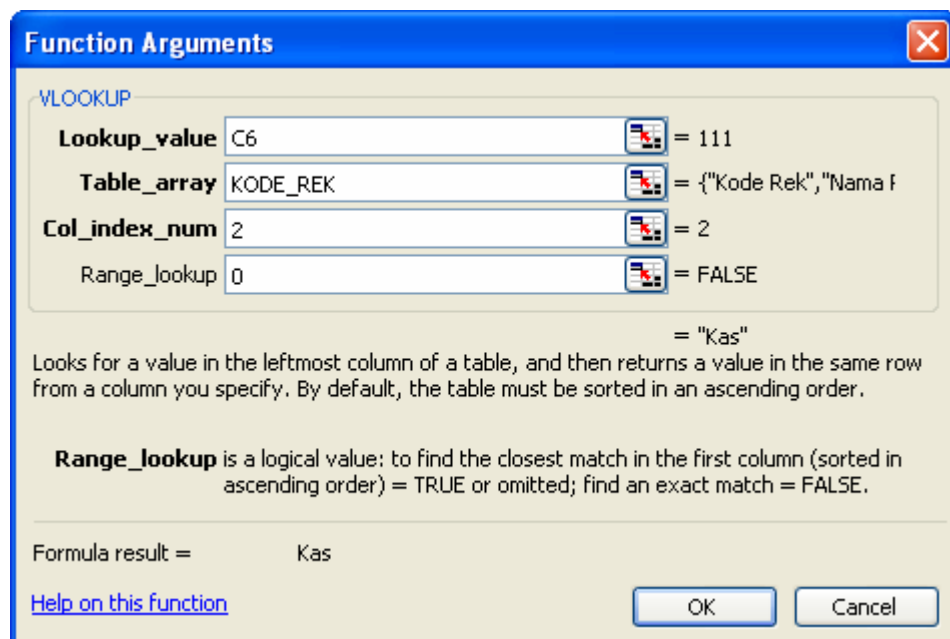 Function Arguments
VLOOKUP
Lookup_value C6 = 111
Table_array KODE_REK = {"Kode Rek","Nama F
Col_index_num 2 = 2
Range_lookup 0 = FALSE
= "Kas"
Looks for a value in the leftmost column of a table, and then returns a value in the same row
from a column you specify. By default, the table must be sorted in an ascending order.
Range_lookup is a logical value: to find the closest match in the first column (sorted in
ascending order) = TRUE or omitted; find an exact match = FALSE.
Formula result = Kas
Help on this function OK Cancel